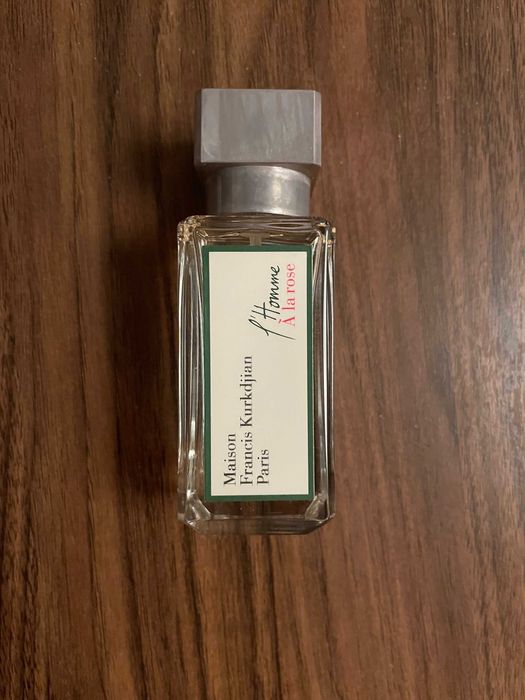 Maison
Francis Kurkdjian
Paris
l'Homme
À la rose